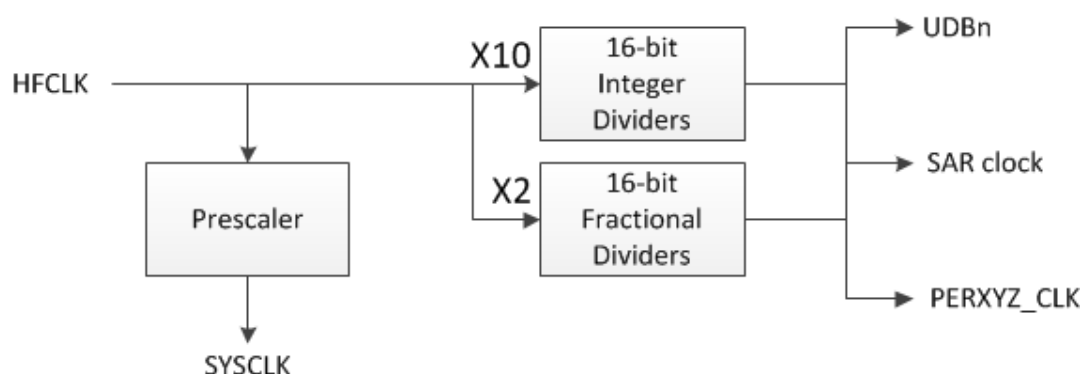 UDBn
HFCLK
X10
16-bit
Integer
Dividers
SAR clock
Prescaler
X2
16-bit
Fractional
Dividers
PERXYZ_CLK
SYSCLK